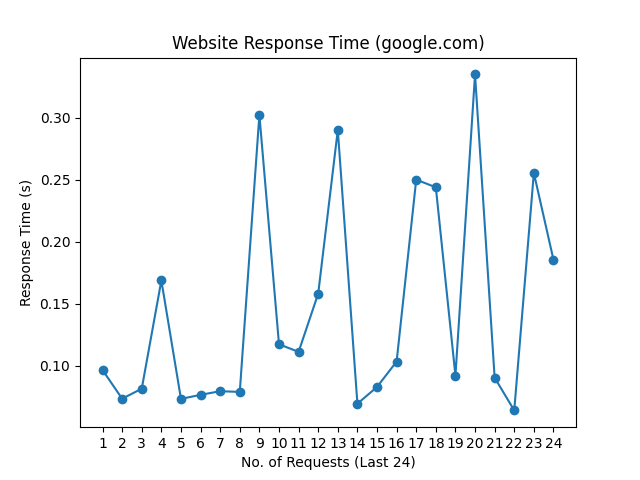 Website Response Time (google.com)
Response Time (s)
0.30
0.25
0.20
0.15
0.10
1 2 3 4 5 6 7 8 9 10 11 12 13 14 15 16 17 18 19 20 21 22 23 24
No. of Requests (Last 24)